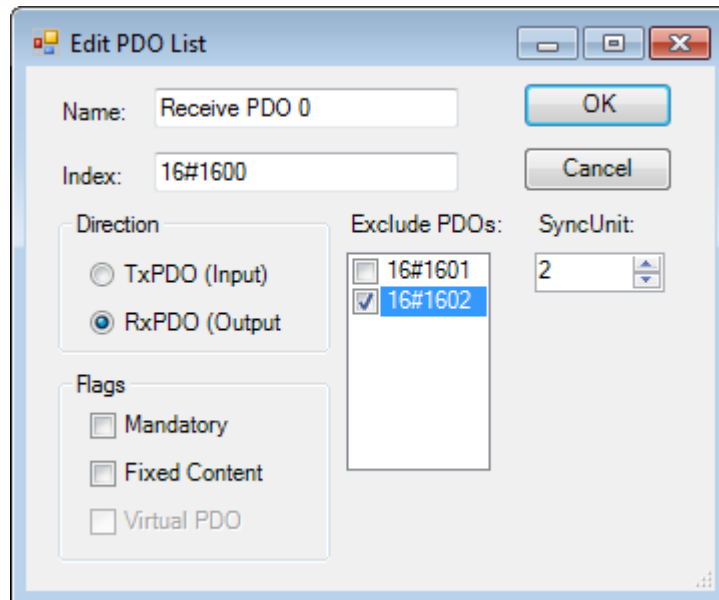 Edit PDO List
Name: Receive PDO 0 OK
Index: 16#1600 Cancel
Direction Exclude PDOs: SyncUnit:
TxPDO (Input) 16#1601 2
RxPDO (Output 16#1602
Flags
Mandatory
Fixed Content
Virtual PDO